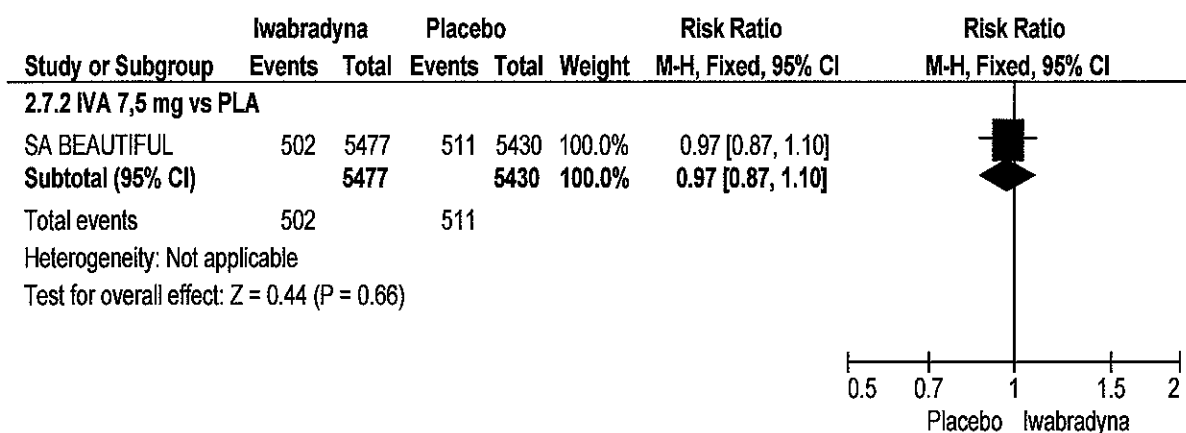 Iwabradyna Placebo Risk Ratio Risk Ratio
Study or Subgroup Events Total Events Total Weight M-H, Fixed, 95% CI M-H, Fixed, 95% CI
2.7.2 IVA 7,5 mg vs PLA
SA BEAUTIFUL 502 5477 511 5430 100.0% 0.97 [0.87, 1.10]
Subtotal (95% CI) 5477 5430 100.0% 0.97 [0.87, 1.10]
Total events 502 511
Heterogeneity: Not applicable
Test for overall effect: Z = 0.44 (P = 0.66)
0.5 0.7 1 1.5 2
Placebo Iwabradyna